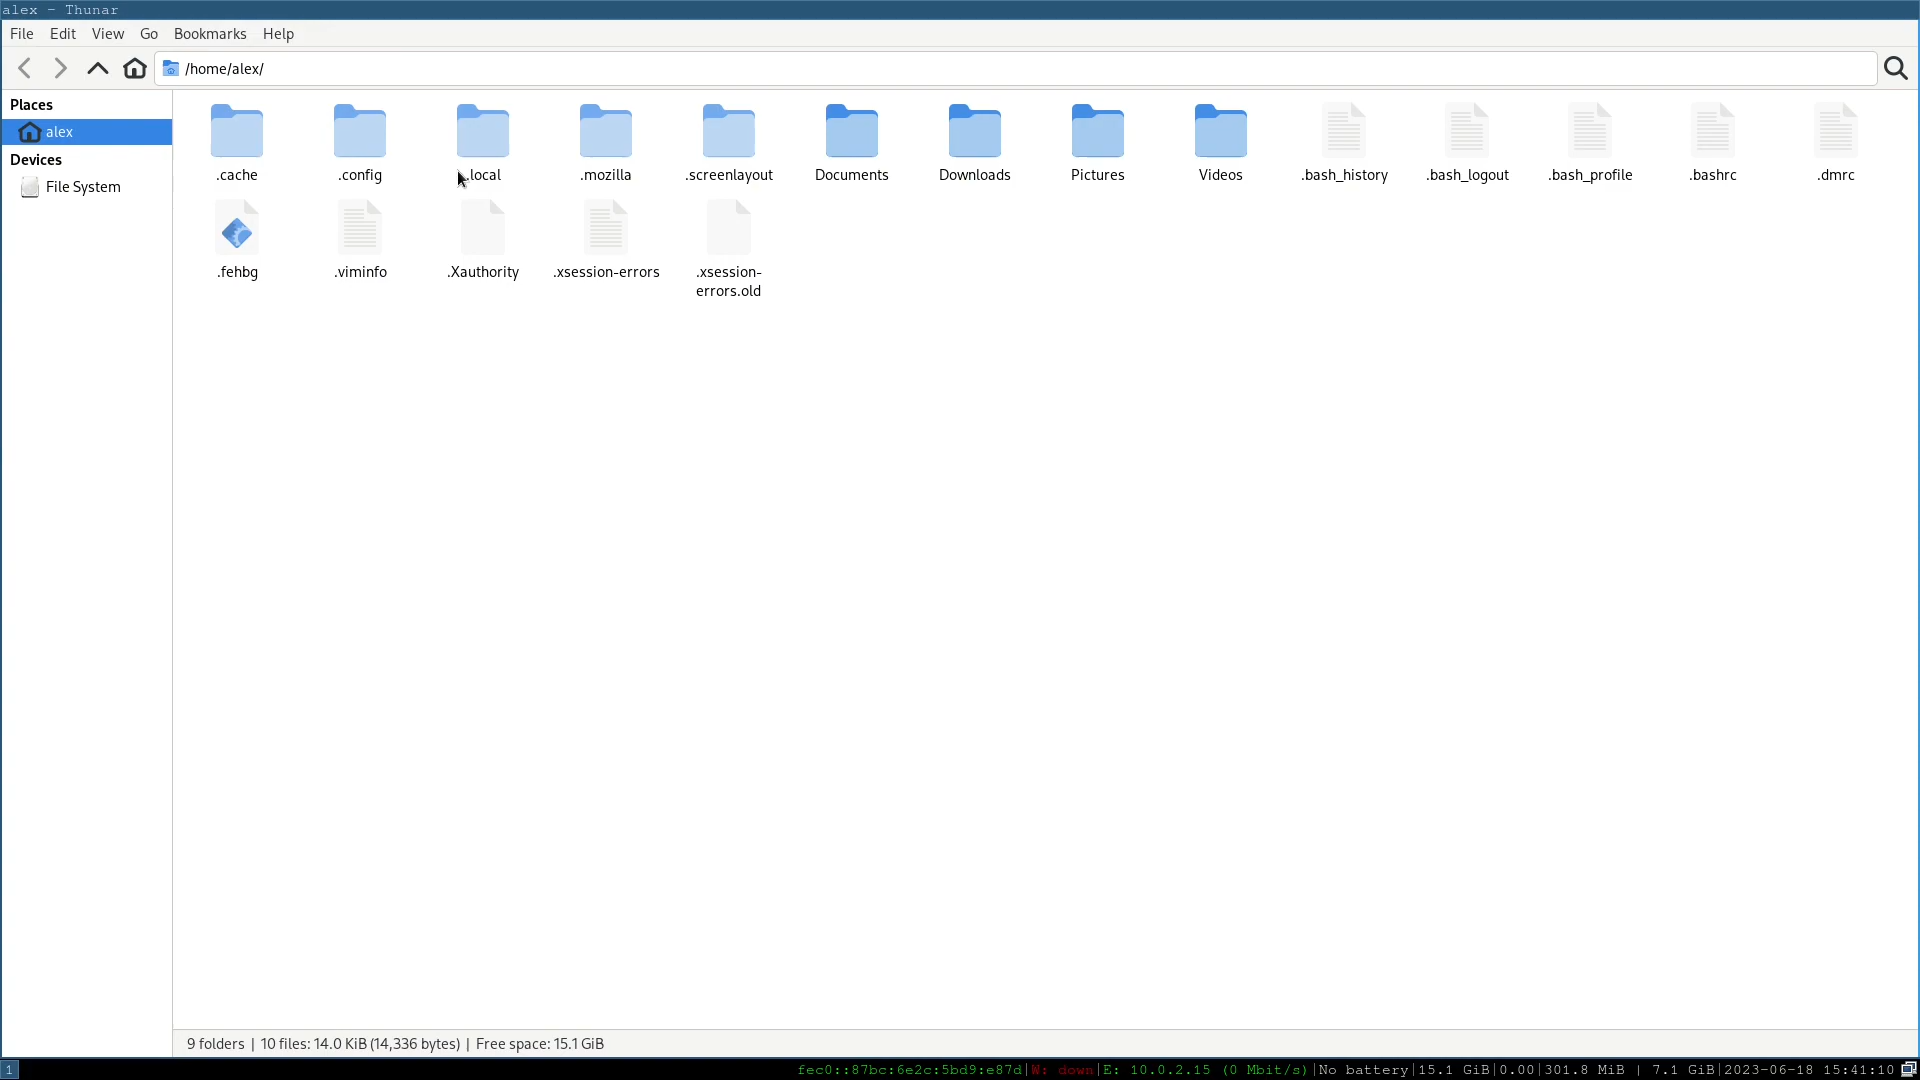 alex - Thunar
File Edit View Go Bookmarks Help
/home/alex/
Places
alex
Devices
File System
.cache .config .local .mozilla .screenlayout Documents Downloads Pictures Videos .bash_history .bash_logout .bash_profile .bashrc .dmrc
.fehbg .viminfo .Xauthority .xsession-errors .xsession-
errors.old
9 folders | 10 files: 14.0 KiB (14,336 bytes) | Free space: 15.1 GiB
1 fec0::87bc:6e2c:5bd9:e87d|W: down|E: 10.0.2.15 (0 Mbit/s)|No battery|15.1 GiB|0.00|301.8 MiB | 7.1 GiB|2023-06-18 15:41:10